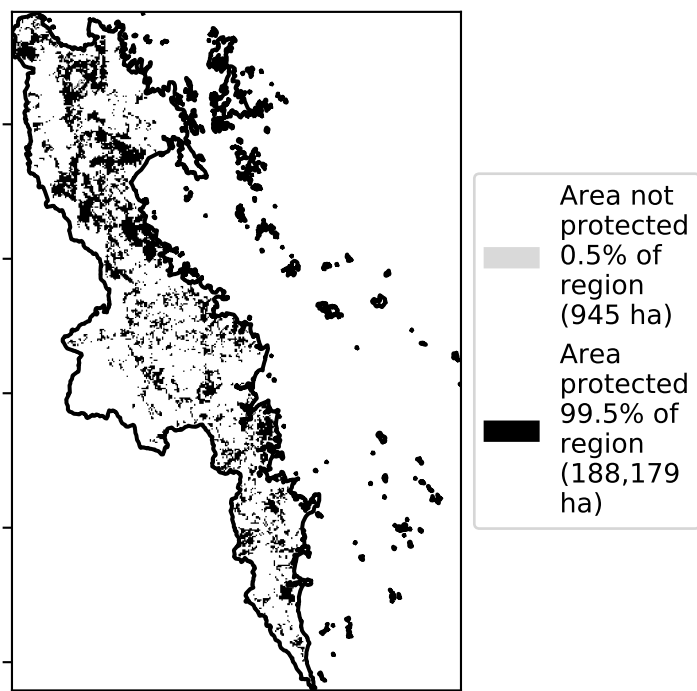 Area not
protected
0.5% of
region
(945 ha)
Area
protected
99.5% of
region
(188,179
ha)